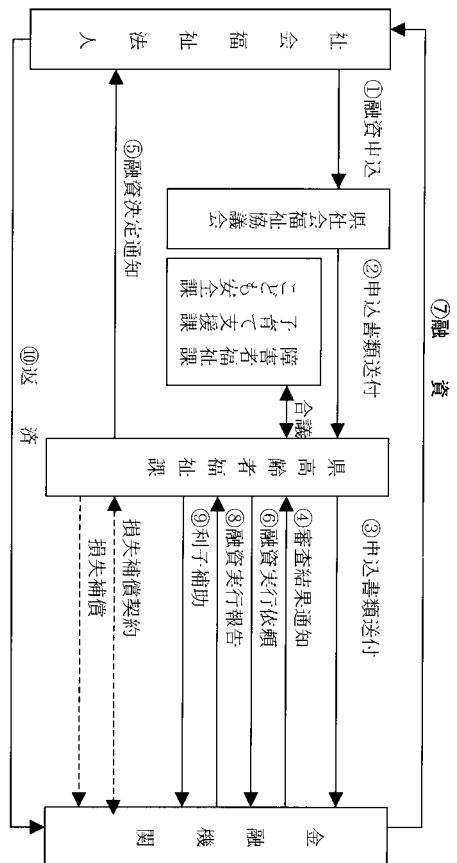 社会福祉法人
①融資申込
⑤融資決定通知
県社会福祉協議会
②申込書類送付
こども安全課
子育て支援課
障害者福祉課
合議
県高齢者福祉課
③申込書類送付
④審査結果通知
⑥融資実行依頼
⑧融資実行報告
⑨利子補助
損失補償契約
損失補償
金融機関
⑦融資
⑩返済